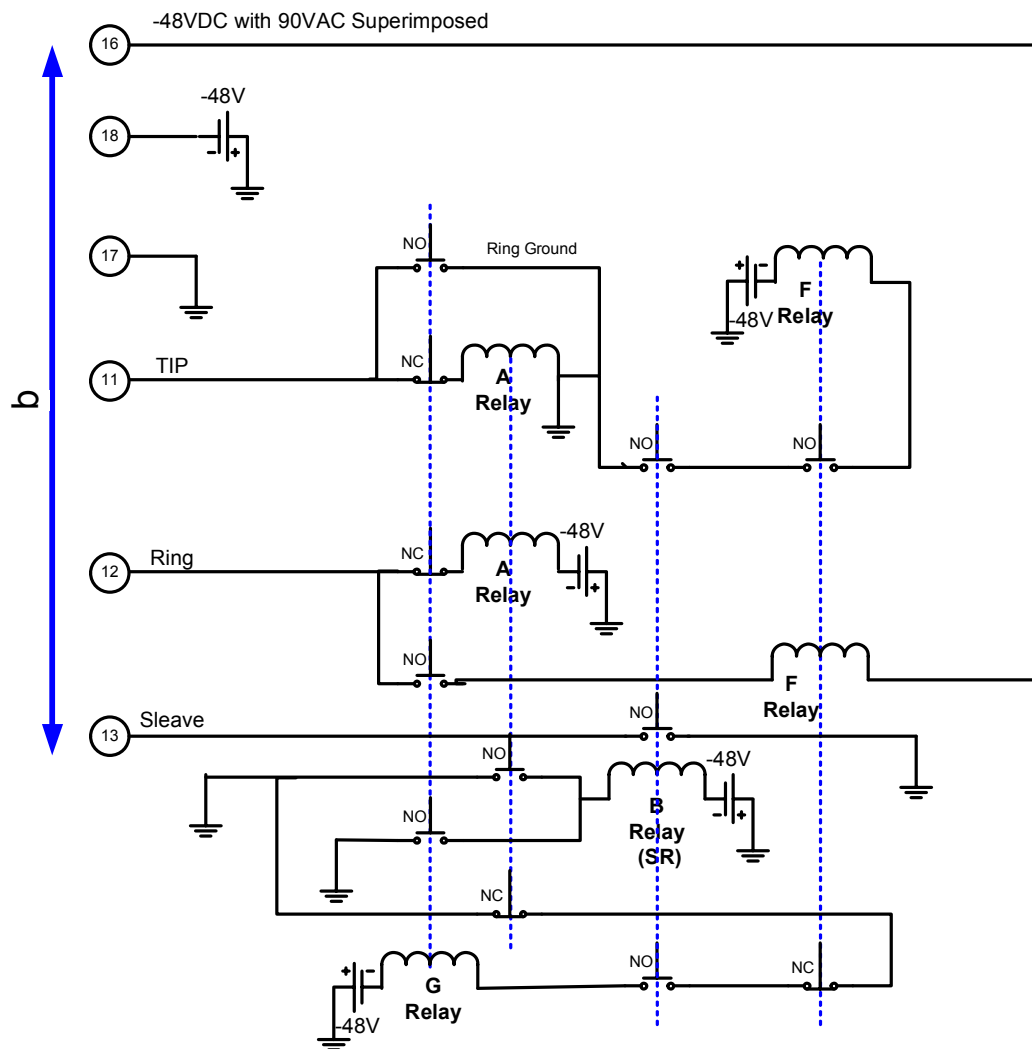 -48VDC with 90VAC Superimposed
16
-48V
18
- +
17
NO
Ring Ground
+ -
-48V
F
Relay
11
TIP
NC
A
Relay
b
NO
NO
12
Ring
NC
A
Relay
-48V
- +
NO
F
Relay
13
Sleave
NO
NO
-48V
- +
B
Relay
(SR)
NO
NC
+ -
-48V
G
Relay
NO
NC